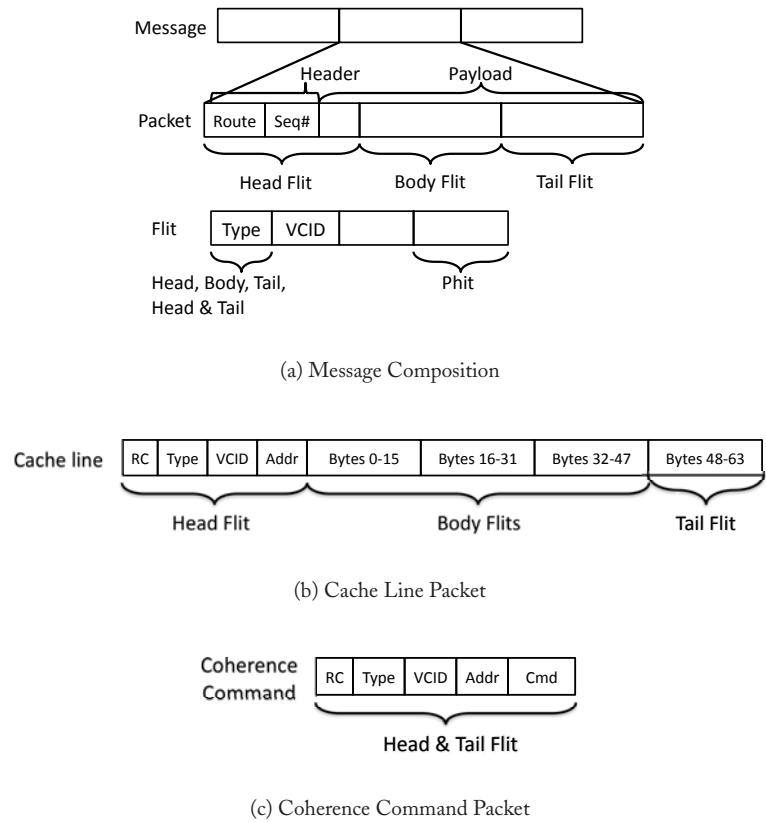 Message
Header
Payload
Packet
Route
Seq#
Head Flit
Body Flit
Tail Flit
Flit
Type
VCID
Head, Body, Tail,
Head & Tail
Phit
(a) Message Composition
Cache line
RC
Type
VCID
Addr
Bytes 0-15
Bytes 16-31
Bytes 32-47
Bytes 48-63
Head Flit
Body Flits
Tail Flit
(b) Cache Line Packet
Coherence
Command
RC
Type
VCID
Addr
Cmd
Head & Tail Flit
(c) Coherence Command Packet